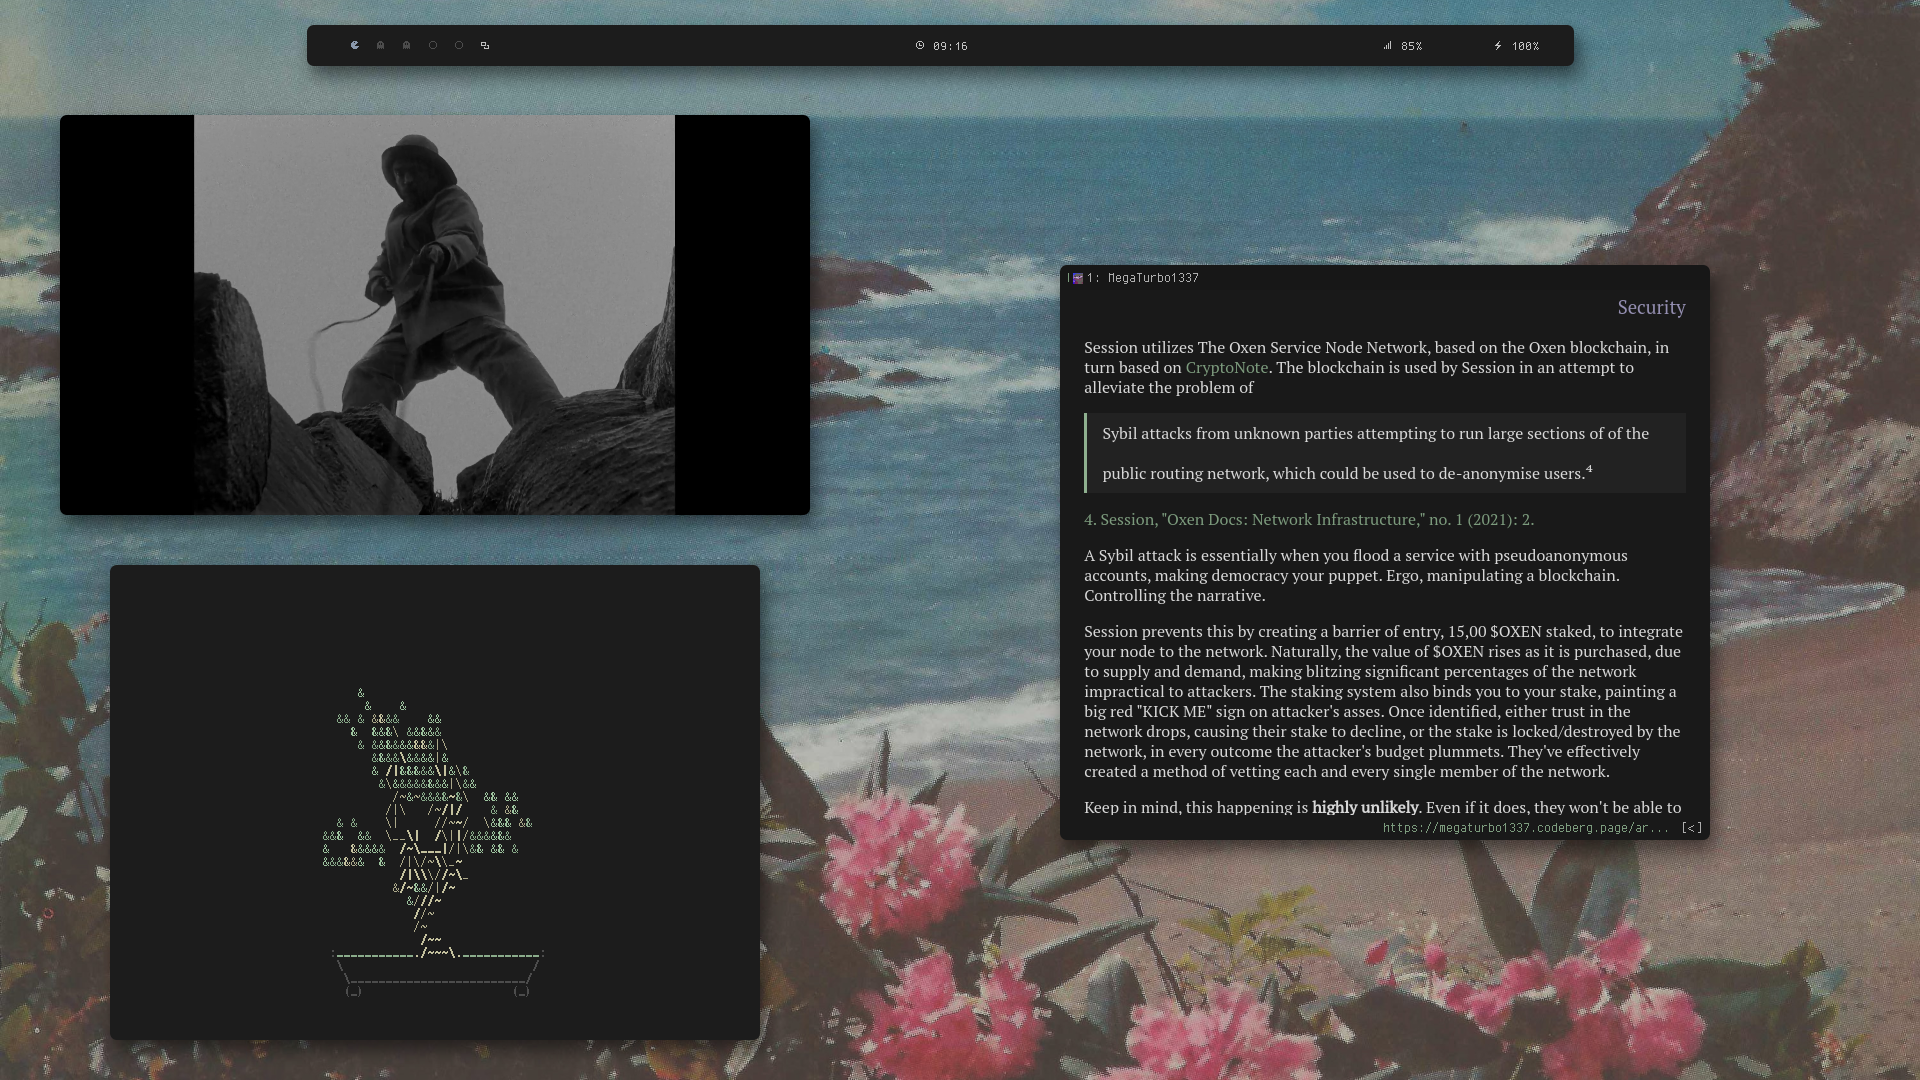 09:16
85%
100%
1: MegaTurbo1337
Security
Session utilizes The Oxen Service Node Network, based on the Oxen blockchain, in
turn based on CryptoNote. The blockchain is used by Session in an attempt to
alleviate the problem of
Sybil attacks from unknown parties attempting to run large sections of of the
public routing network, which could be used to de-anonymise users.⁴
4. Session, "Oxen Docs: Network Infrastructure," no. 1 (2021): 2.
A Sybil attack is essentially when you flood a service with pseudoanonymous
accounts, making democracy your puppet. Ergo, manipulating a blockchain.
Controlling the narrative.
Session prevents this by creating a barrier of entry, 15,00 $OXEN staked, to integrate
your node to the network. Naturally, the value of $OXEN rises as it is purchased, due
to supply and demand, making blitzing significant percentages of the network
impractical to attackers. The staking system also binds you to your stake, painting a
big red "KICK ME" sign on attacker's asses. Once identified, either trust in the
network drops, causing their stake to decline, or the stake is locked/destroyed by the
network, in every outcome the attacker's budget plummets. They've effectively
created a method of vetting each and every single member of the network.
Keep in mind, this happening is highly unlikely. Even if it does, they won't be able to
https://megaturbo1337.codeberg.page/ar... [<]